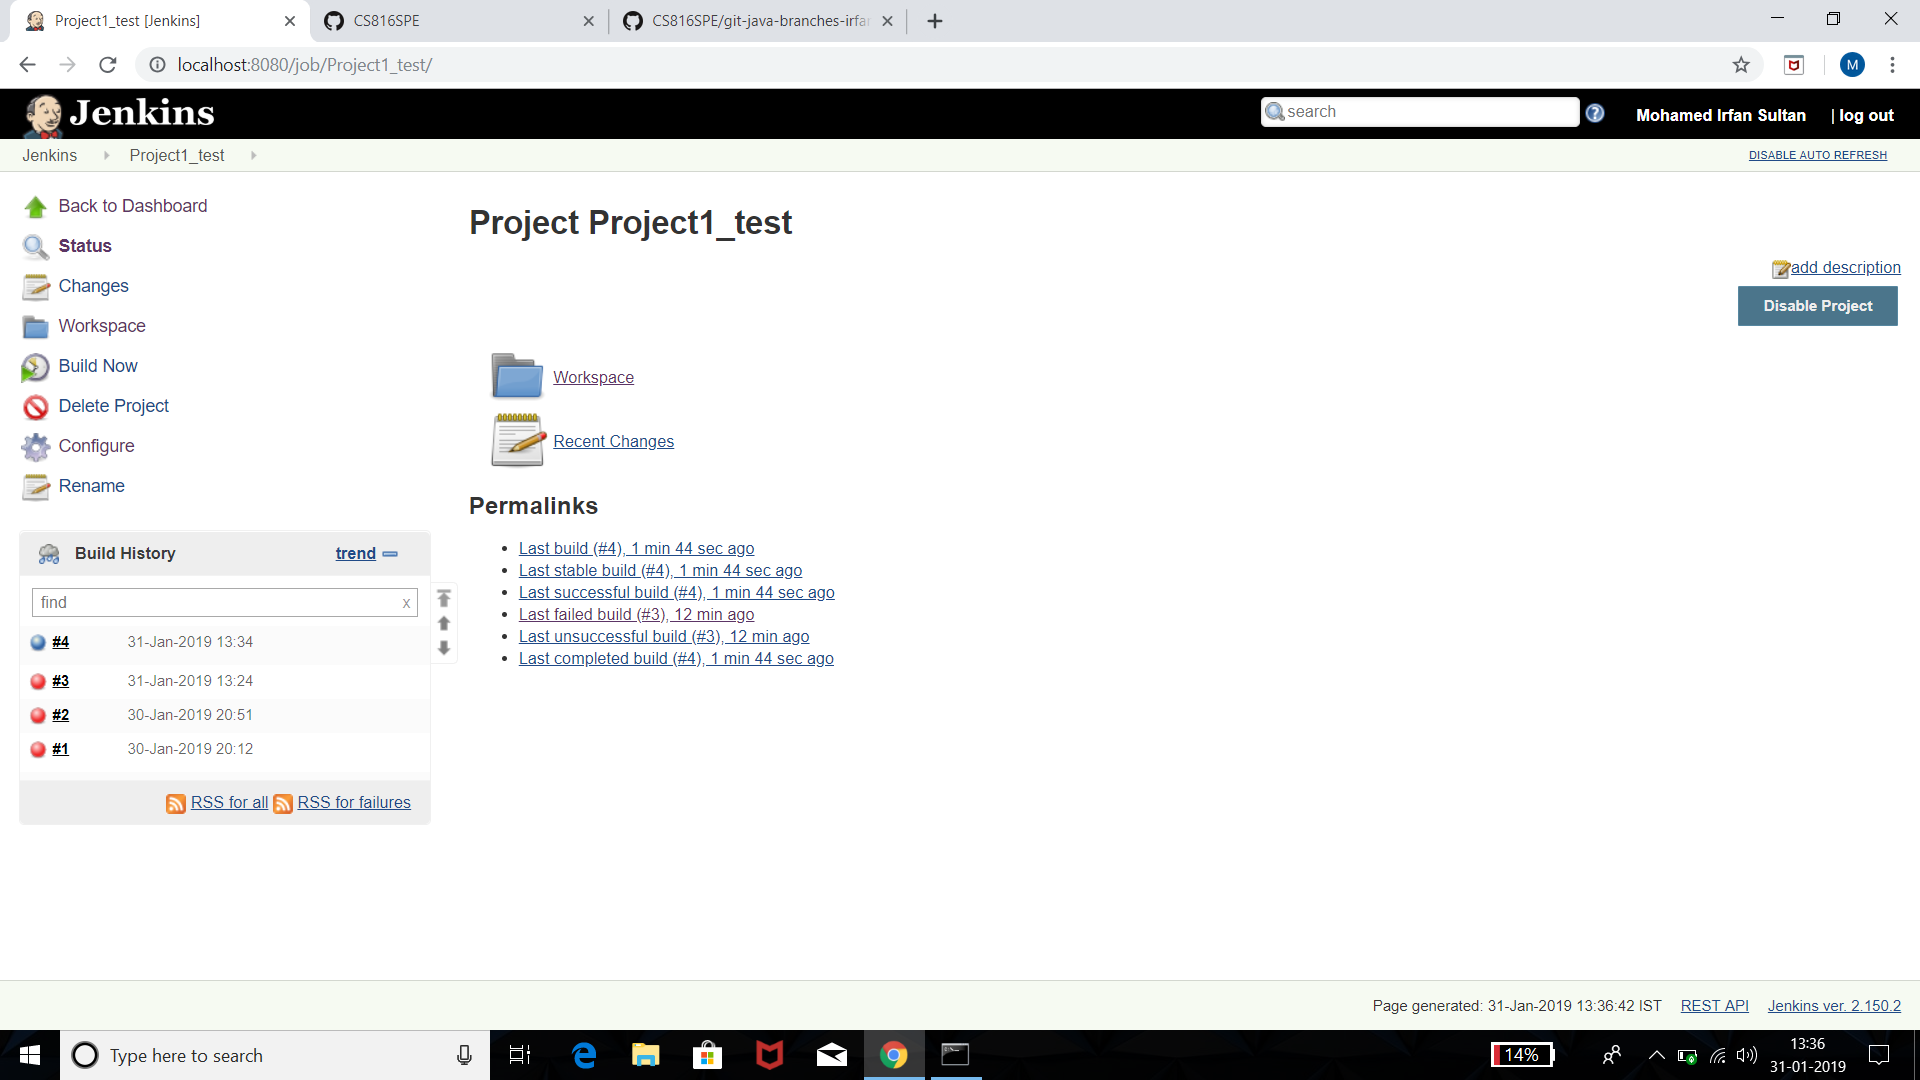 Project1_test [Jenkins]
CS816SPE
CS816SPE/git-java-branches-irfan
localhost:8080/job/Project1_test/
M
Jenkins
search
Mohamed Irfan Sultan
| log out
Jenkins
Project1_test
DISABLE AUTO REFRESH
Back to Dashboard
Status
Changes
Workspace
Build Now
Delete Project
Configure
Rename
Project Project1_test
add description
Disable Project
Workspace
Recent Changes
Permalinks
Last build (#4), 1 min 44 sec ago
Last stable build (#4), 1 min 44 sec ago
Last successful build (#4), 1 min 44 sec ago
Last failed build (#3), 12 min ago
Last unsuccessful build (#3), 12 min ago
Last completed build (#4), 1 min 44 sec ago
Build History
trend
find
x
#4 31-Jan-2019 13:34
#3 31-Jan-2019 13:24
#2 30-Jan-2019 20:51
#1 30-Jan-2019 20:12
RSS for all RSS for failures
Page generated: 31-Jan-2019 13:36:42 IST REST API Jenkins ver. 2.150.2
Type here to search
14%
13:36
31-01-2019